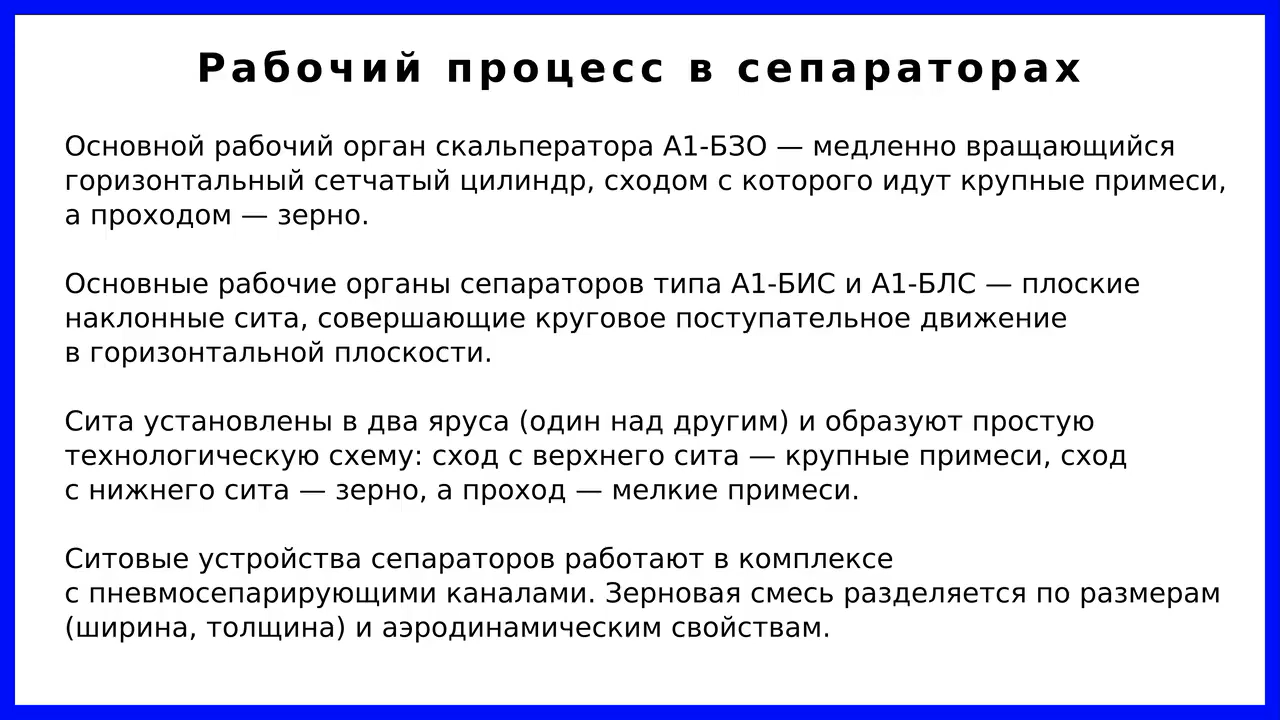 Рабочий процесс в сепараторах
Основной рабочий орган скальператора А1-БЗО — медленно вращающийся
горизонтальный сетчатый цилиндр, сходом с которого идут крупные примеси,
а проходом — зерно.
Основные рабочие органы сепараторов типа А1-БИС и А1-БЛС — плоские
наклонные сита, совершающие круговое поступательное движение
в горизонтальной плоскости.
Сита установлены в два яруса (один над другим) и образуют простую
технологическую схему: сход с верхнего сита — крупные примеси, сход
с нижнего сита — зерно, а проход — мелкие примеси.
Ситовые устройства сепараторов работают в комплексе
с пневмосепарирующими каналами. Зерновая смесь разделяется по размерам
(ширина, толщина) и аэродинамическим свойствам.